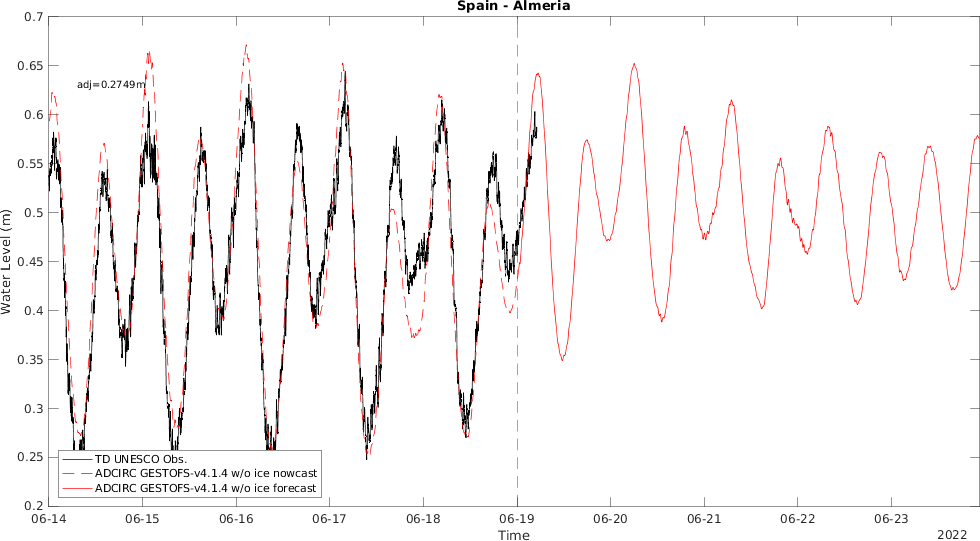 Spain - Almeria
0.7
0.65
0.6
0.55
0.5
0.45
0.4
0.35
0.3
0.25
0.2
Water Level (m)
adj=0.2749m
TD UNESCO Obs.
ADCIRC GESTOFS-v4.1.4 w/o ice nowcast
ADCIRC GESTOFS-v4.1.4 w/o ice forecast
06-14 06-15 06-16 06-17 06-18 06-19 06-20 06-21 06-22 06-23
Time
2022